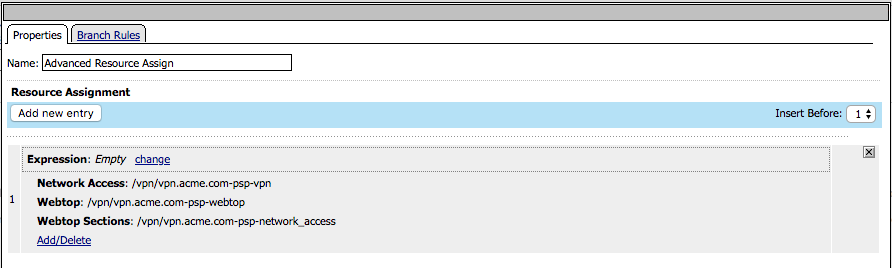 Properties Branch Rules
Name: Advanced Resource Assign
Resource Assignment
Add new entry Insert Before: 1
Expression: Empty change
1
Network Access: /vpn/vpn.acme.com-psp-vpn
Webtop: /vpn/vpn.acme.com-psp-webtop
Webtop Sections: /vpn/vpn.acme.com-psp-network_access
Add/Delete